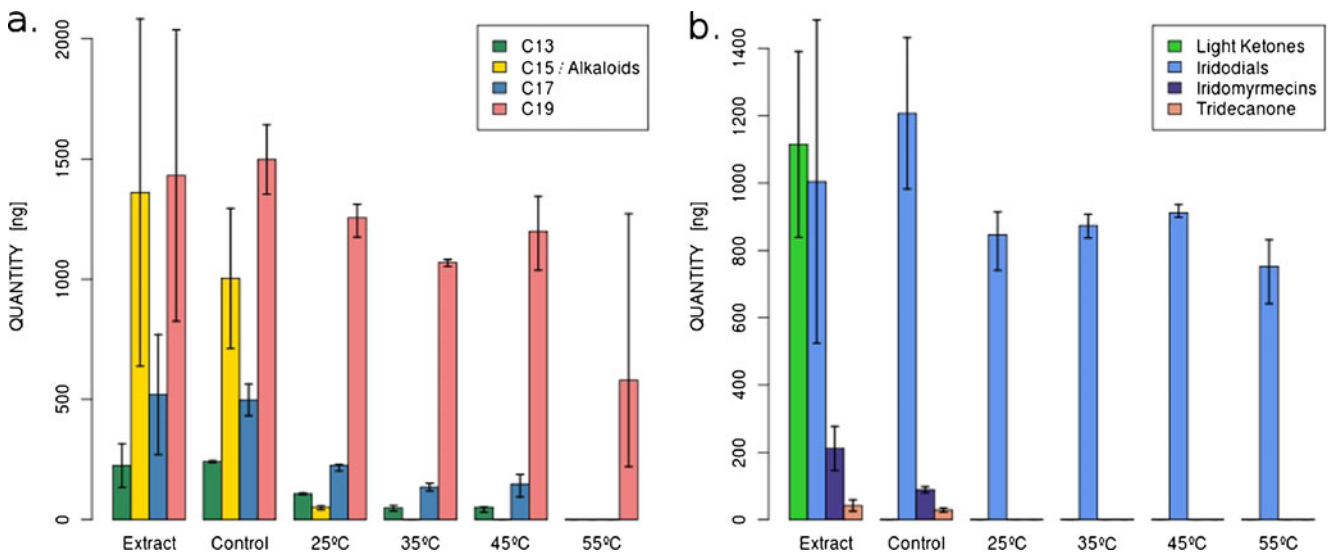 a.
C13
C15 / Alkaloids
C17
C19
QUANTITY [ng]
2000
1500
1000
500
0
Extract Control 25ºC 35ºC 45ºC 55ºC
b.
Light Ketones
Iridodials
Iridomyrmecins
Tridecanone
QUANTITY [ng]
1400
1200
1000
800
600
400
200
0
Extract Control 25ºC 35ºC 45ºC 55ºC